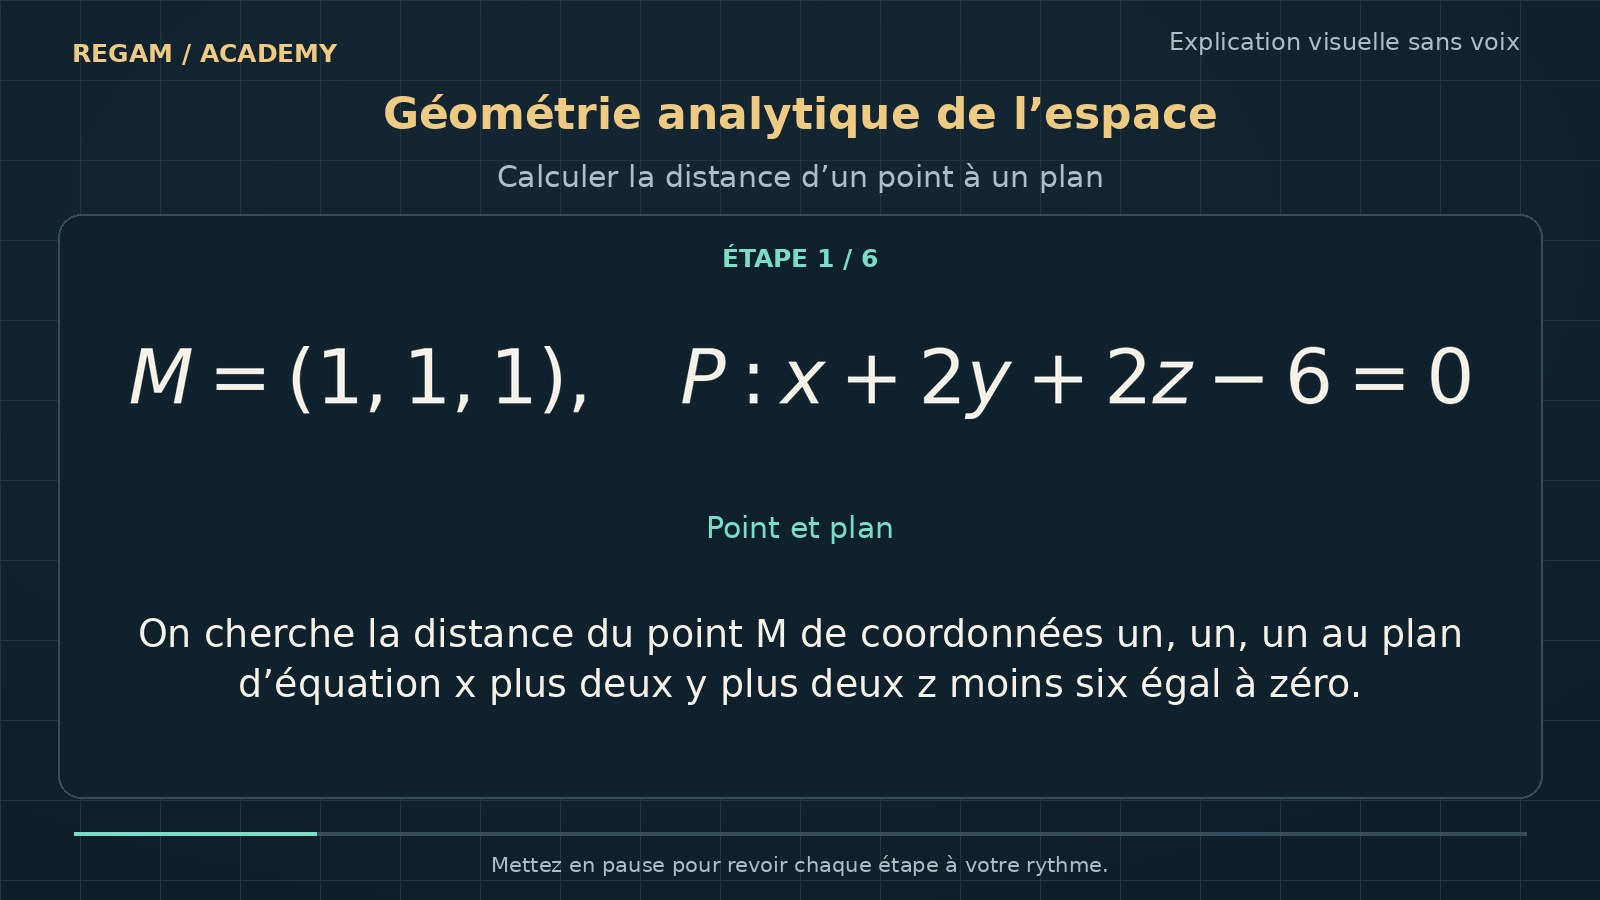 REGAM / ACADEMY
Explication visuelle sans voix
Géométrie analytique de l’espace
Calculer la distance d’un point à un plan
ÉTAPE 1 / 6
M = (1, 1, 1),    P : x + 2y + 2z − 6 = 0
Point et plan
On cherche la distance du point M de coordonnées un, un, un au plan
d’équation x plus deux y plus deux z moins six égal à zéro.
Mettez en pause pour revoir chaque étape à votre rythme.